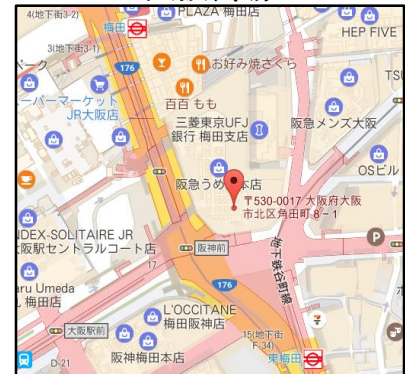 4(地下街3-2)
PLAZA 梅田店
梅田
HEP FIVE
3(地下街3-1)
176
お好み焼さくら
ーパーマーケット
JR大阪店
百百 もも
三菱東京UFJ
銀行 梅田支店
阪急メンズ大阪
OSビル
阪急うめ
本店
〒530-0017 大阪府大阪
市北区角田町8-1
NDEX-SOLITAIRE JR
大阪駅セントラルコート店
阪神前
P
17
地下鉄谷町線
176
aru Umeda
梅田店
L'OCCITANE
梅田阪神店
大阪駅前
15(地下街
F, 34)
D-21
阪神梅田本店
東梅田